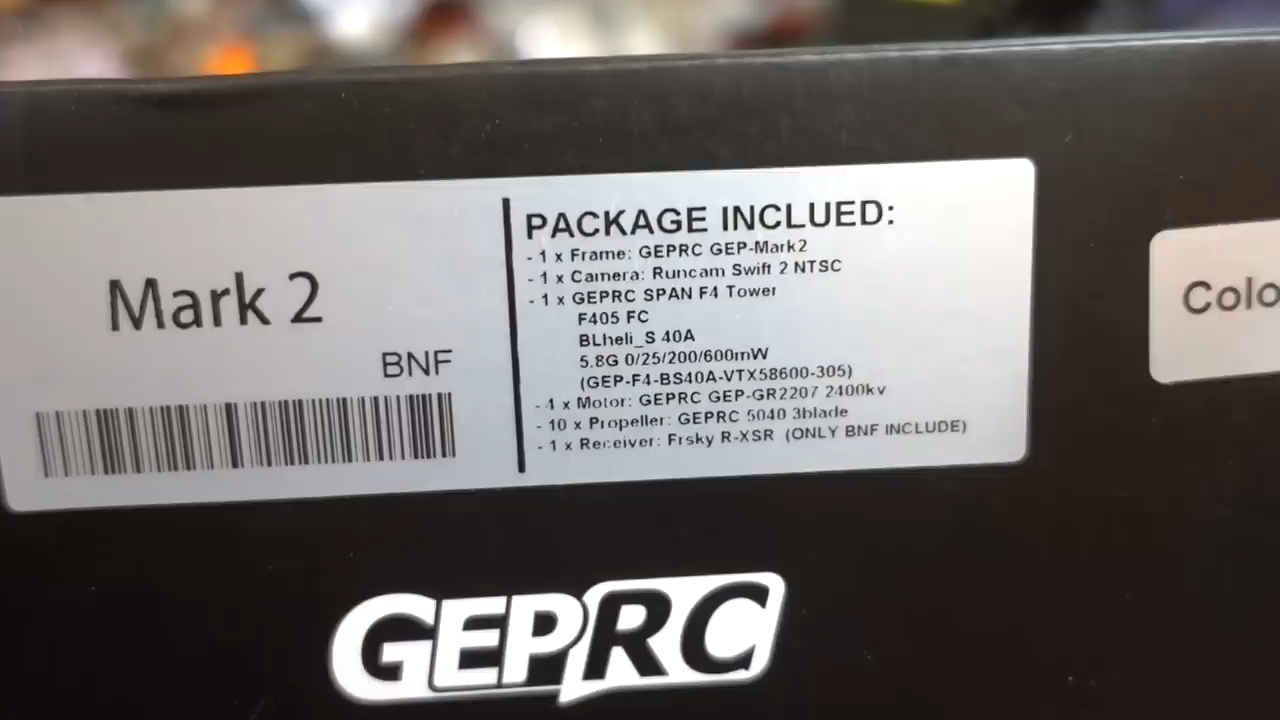 Mark 2
BNF
PACKAGE INCLUED:
- 1 x Frame: GEPRC GEP-Mark2
- 1 x Camera: Runcam Swift 2 NTSC
- 1 x GEPRC SPAN F4 Tower
F405 FC
BLheli_S 40A
5.8G 0/25/200/600mW
(GEP-F4-BS40A-VTX58600-305)
- 4 x Motor: GEPRC GEP-GR2207 2400kv
- 10 x Propeller: GEPRC 5040 3blade
- 1 x Receiver: Frsky R-XSR (ONLY BNF INCLUDE)
Colo
GEPRC